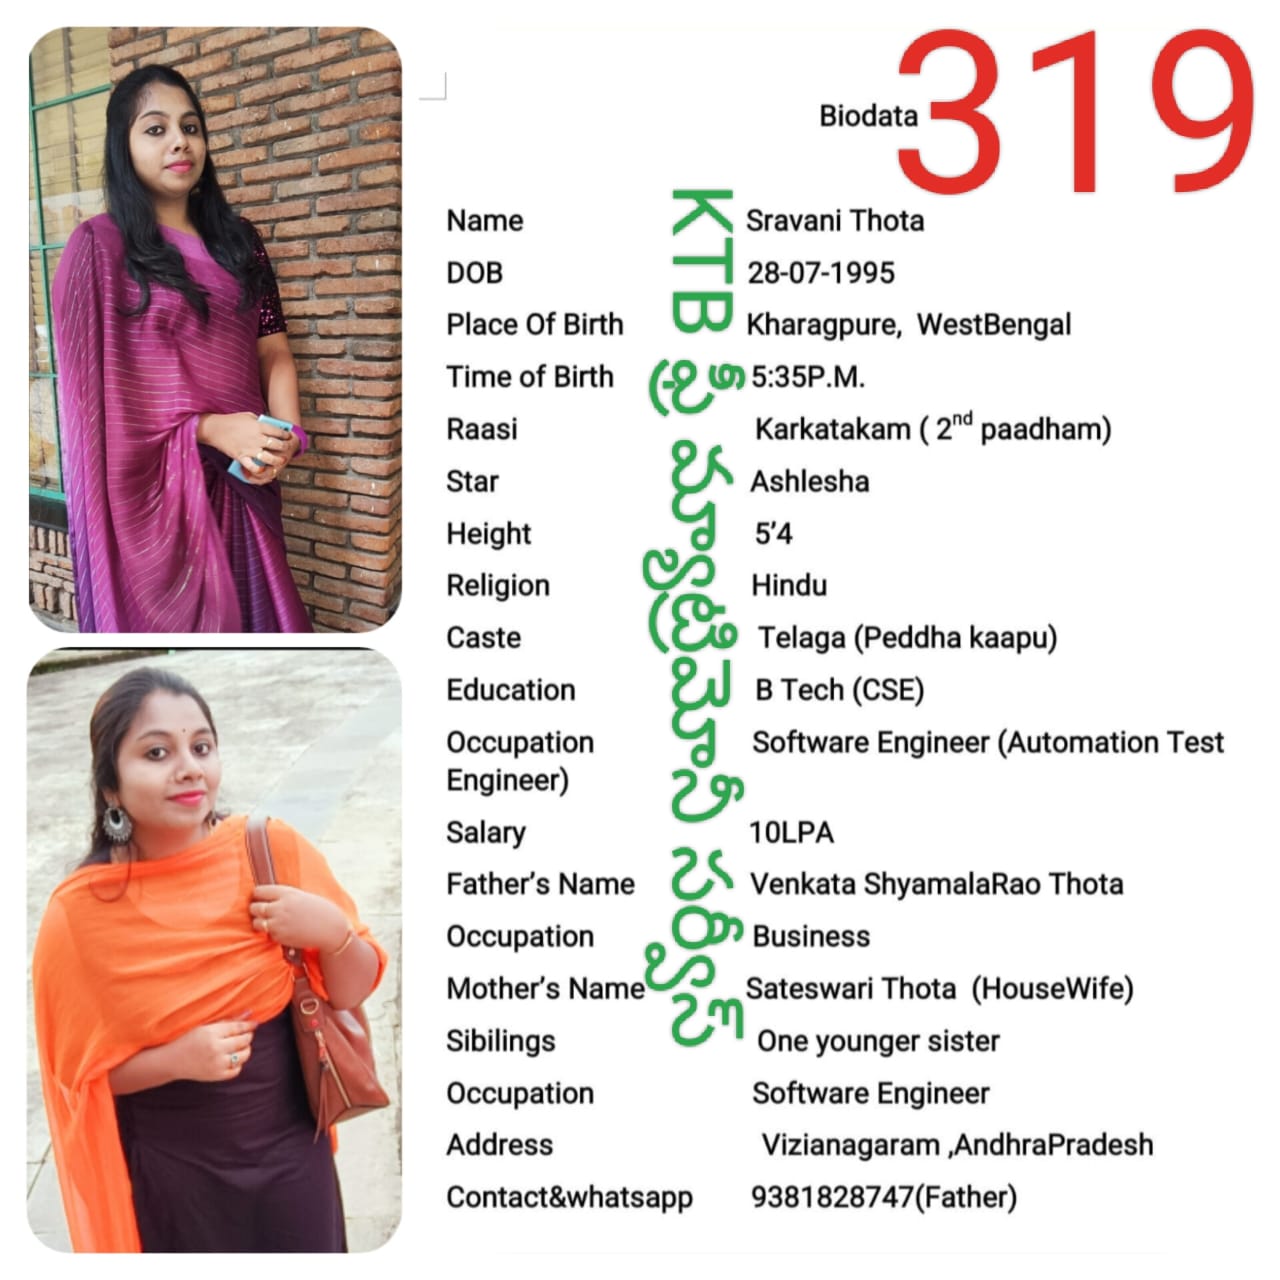 319
Biodata
KTB శ్రీ మ్యాట్రిమోనీ సర్వీస్
Name Sravani Thota
DOB 28-07-1995
Place Of Birth Kharagpure, WestBengal
Time of Birth 5:35P.M.
Raasi Karkatakam ( 2nd paadham)
Star Ashlesha
Height 5’4
Religion Hindu
Caste Telaga (Peddha kaapu)
Education B Tech (CSE)
Occupation Software Engineer (Automation Test
Engineer)
Salary 10LPA
Father’s Name Venkata ShyamalaRao Thota
Occupation Business
Mother’s Name Sateswari Thota (HouseWife)
Sibilings One younger sister
Occupation Software Engineer
Address Vizianagaram ,AndhraPradesh
Contact&whatsapp 9381828747(Father)